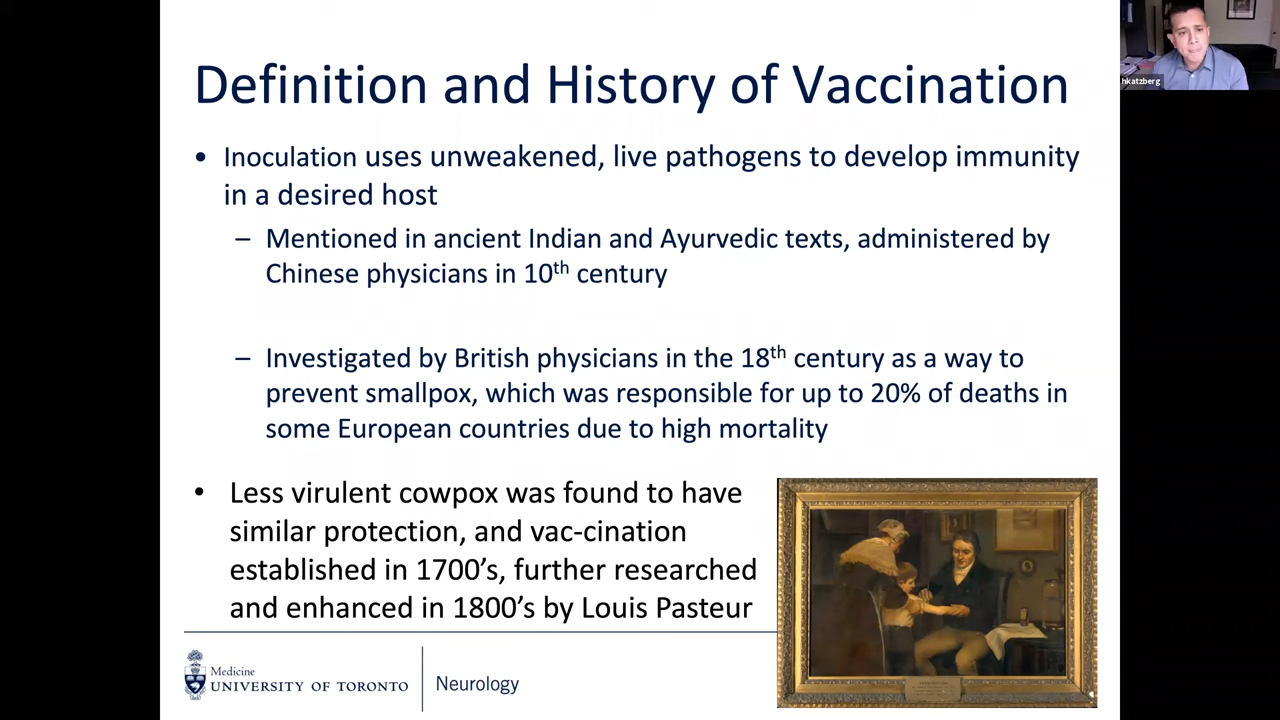 Definition and History of Vaccination
hkatzberg
• Inoculation uses unweakened, live pathogens to develop immunity
in a desired host
– Mentioned in ancient Indian and Ayurvedic texts, administered by
Chinese physicians in 10th century
– Investigated by British physicians in the 18th century as a way to
prevent smallpox, which was responsible for up to 20% of deaths in
some European countries due to high mortality
• Less virulent cowpox was found to have
similar protection, and vac-cination
established in 1700’s, further researched
and enhanced in 1800’s by Louis Pasteur
Medicine
UNIVERSITY OF TORONTO
Neurology